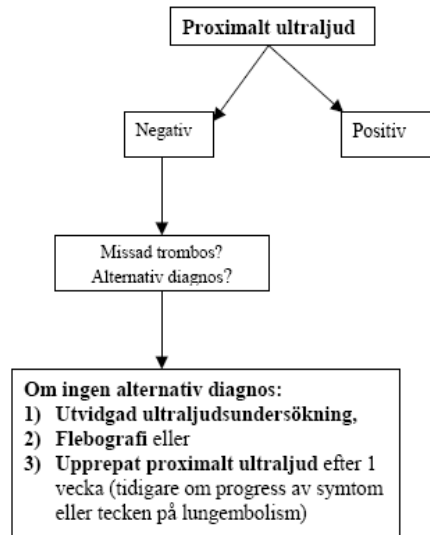 Proximalt ultraljud
Negativ
Positiv
Missad trombos?
Alternativ diagnos?
Om ingen alternativ diagnos:
1) Utvidgad ultraljudsundersökning,
2) Flebografi eller
3) Upprepat proximalt ultraljud efter 1
vecka (tidigare om progress av symtom
eller tecken på lungembolism)